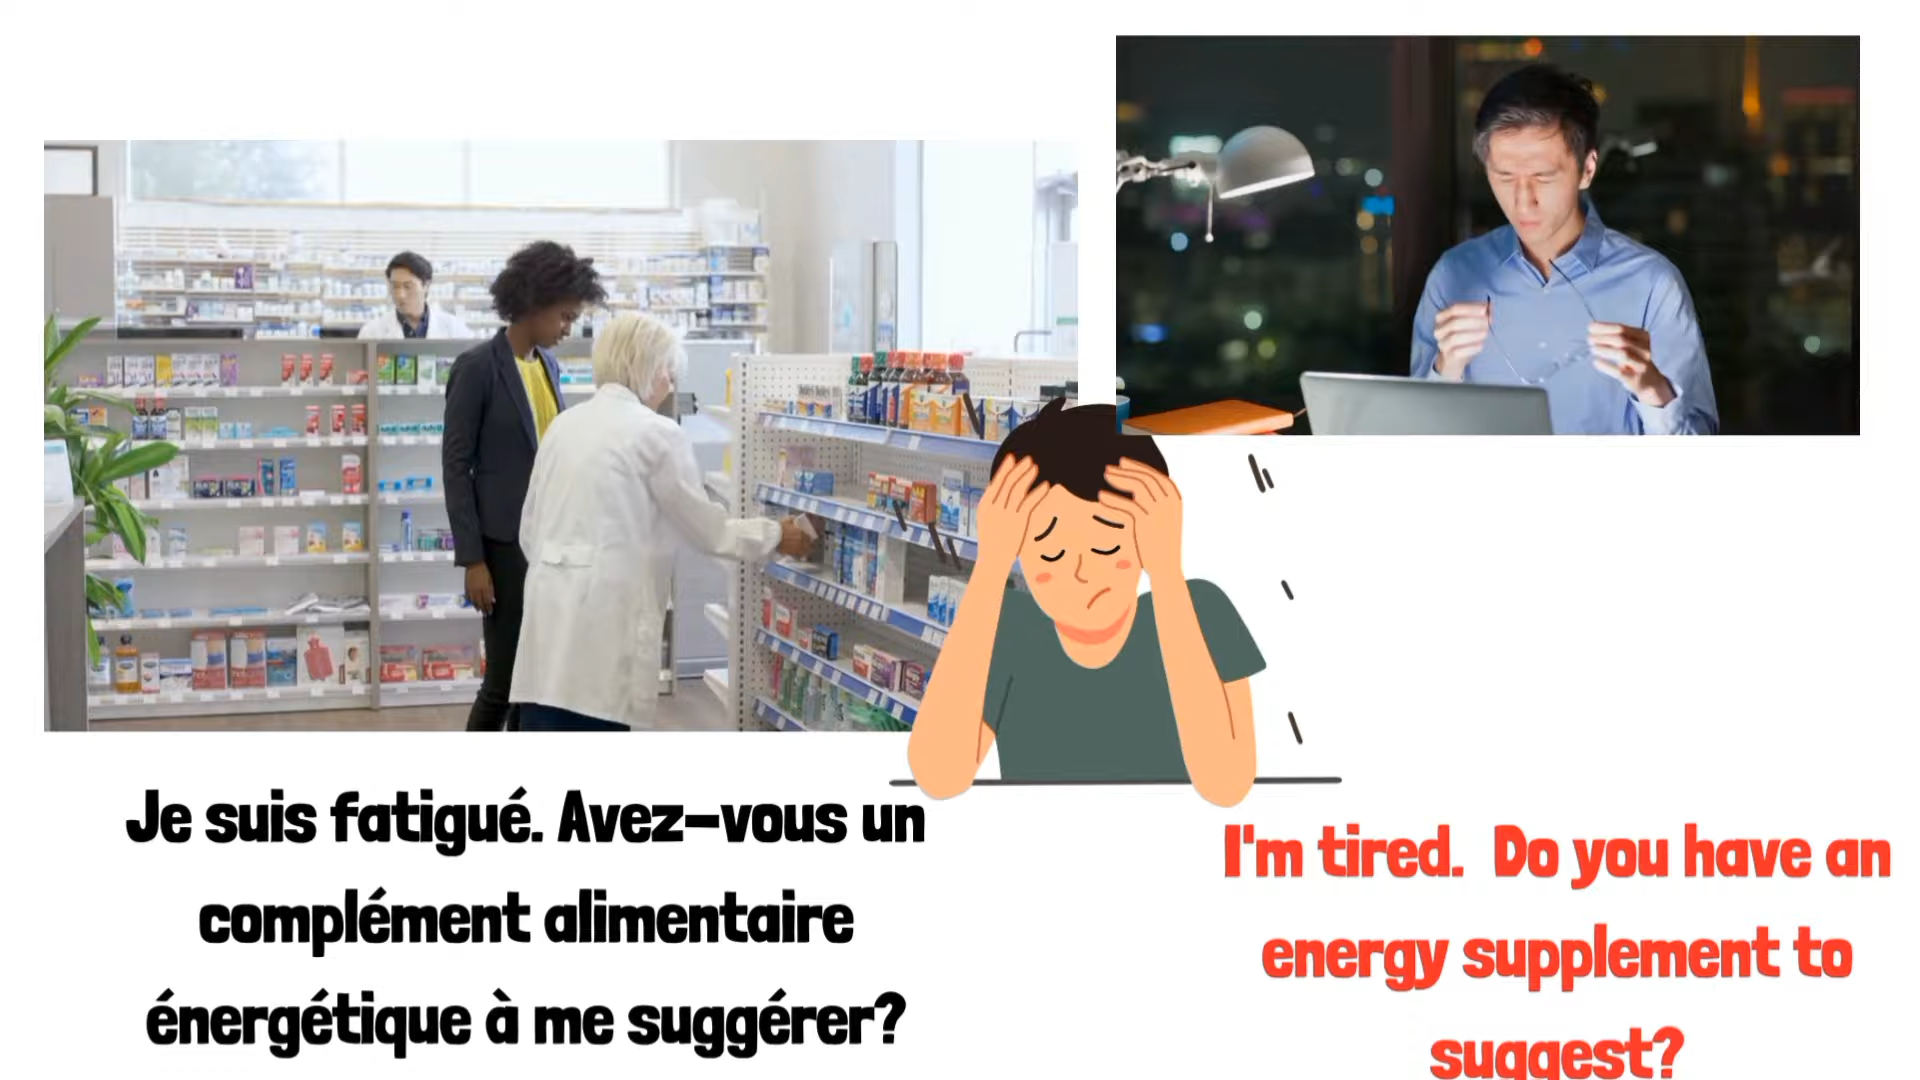 Je suis fatigué. Avez-vous un
complément alimentaire
énergétique à me suggérer?
I'm tired.  Do you have an
energy supplement to
suggest?